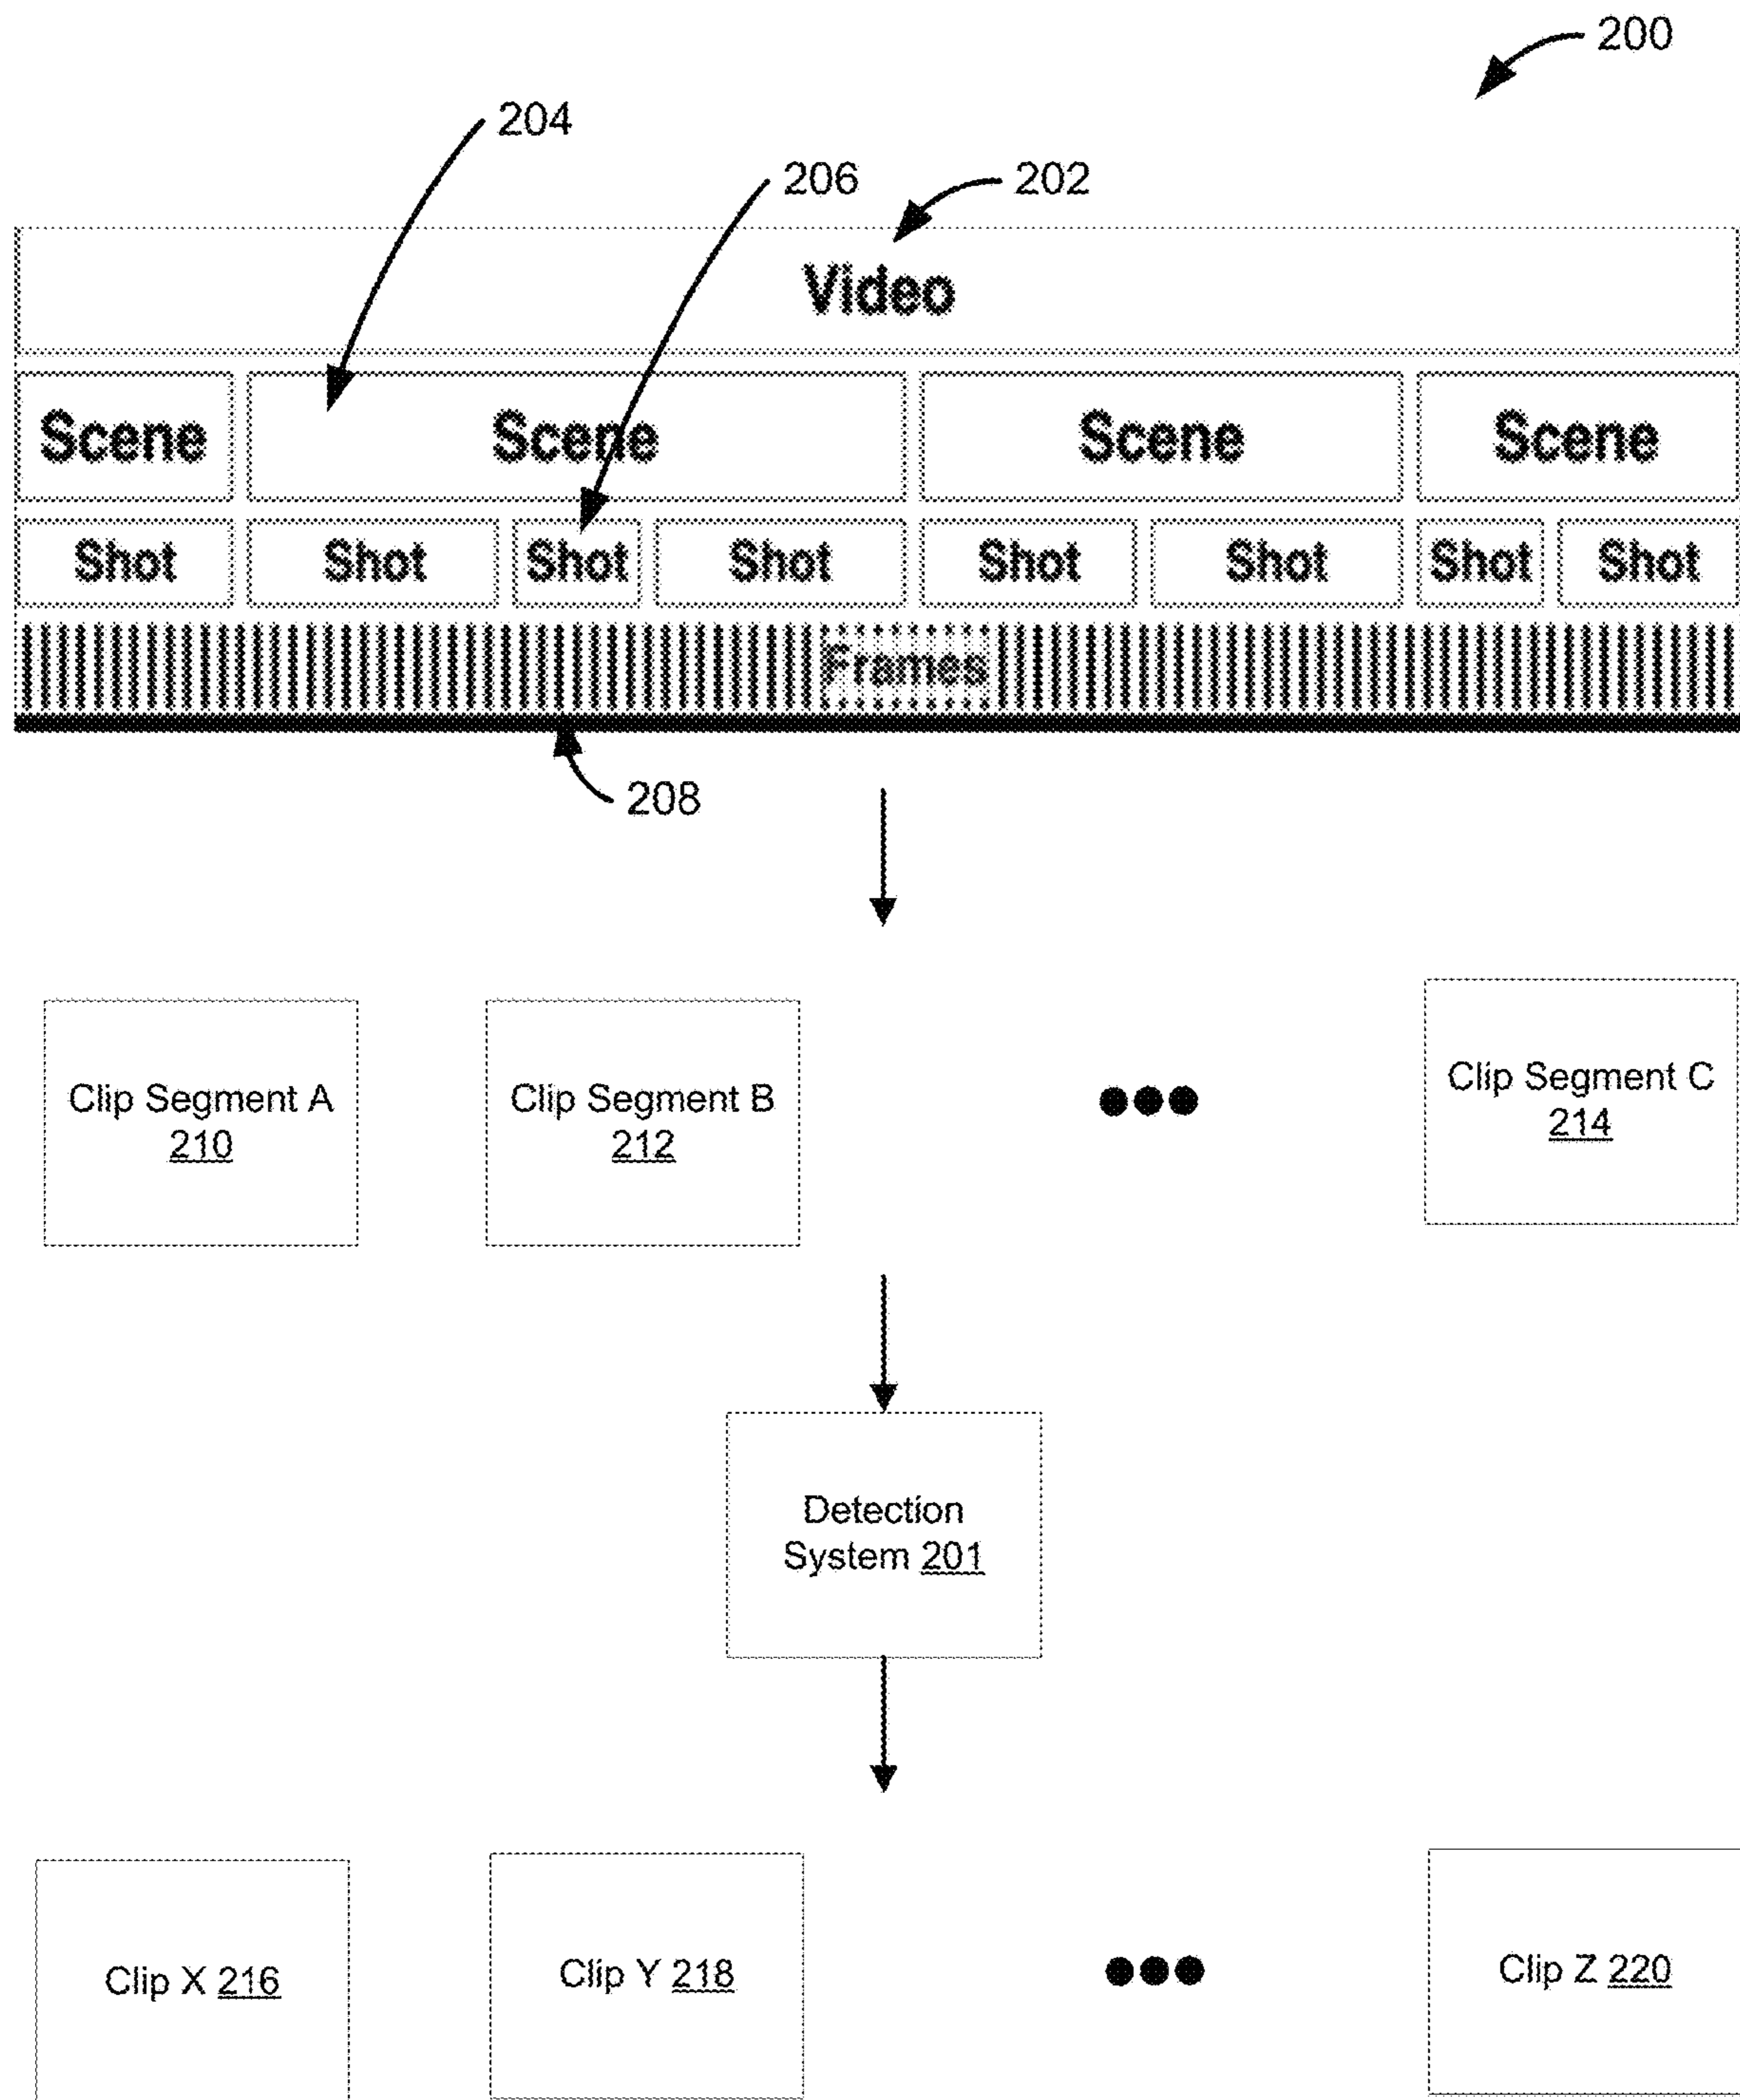 200
204
206
202
Video
Scene Scene Scene Scene
Shot Shot Shot Shot Shot Shot Shot Shot
Frames
208
Clip Segment A
210
Clip Segment B
212
Clip Segment C
214
Detection
System 201
Clip X 216
Clip Y 218
Clip Z 220